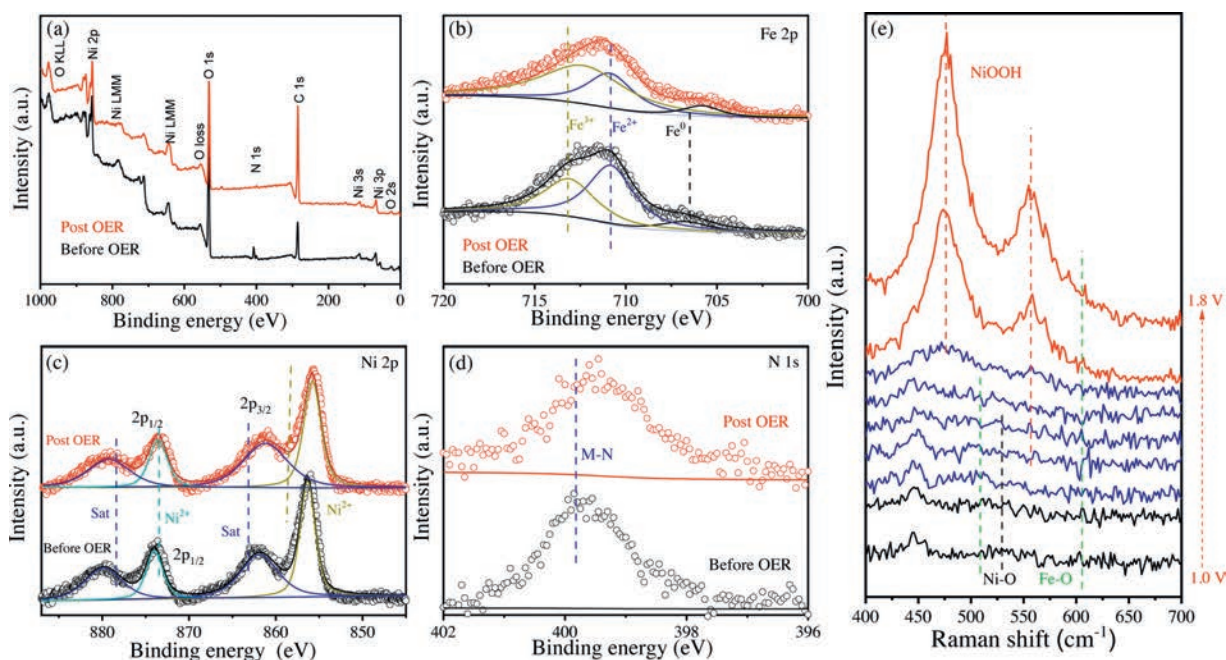 (a)
O KLL
Ni 2p
Ni LMM
Ni LMM
O loss
O 1s
N 1s
C 1s
Ni 3s
Ni 3p
O 2s
Post OER
Before OER
Intensity (a.u.)
1000 800 600 400 200 0
Binding energy (eV)
(b)
Fe 2p
Fe³⁺
Fe²⁺
Fe⁰
Post OER
Before OER
Intensity (a.u.)
720 715 710 705 700
Binding energy (eV)
(c)
Ni 2p
2p₁/₂
2p₃/₂
Post OER
Sat
Ni²⁺
Sat
Ni²⁺
Before OER
2p₁/₂
Intensity (a.u.)
880 870 860 850
Binding energy (eV)
(d)
N 1s
Post OER
M-N
Before OER
Intensity (a.u.)
402 400 398 396
Binding energy (eV)
(e)
NiOOH
1.8 V
1.0 V
Ni-O
Fe-O
Intensity (a.u.)
400 450 500 550 600 650 700
Raman shift (cm⁻¹)